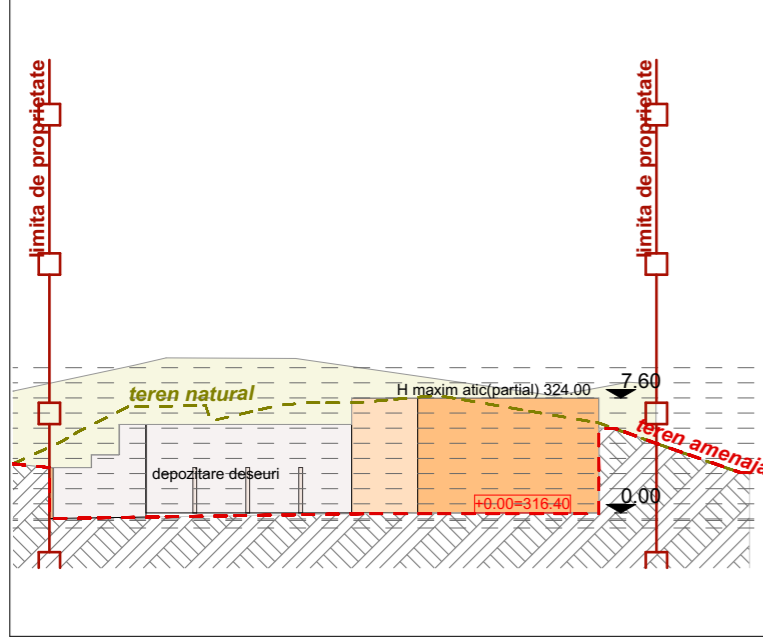 limita de proprietate
limita de proprietate
7.60
H maxim atic(partial) 324.00
teren natural
teren amenaja
depozitare deseuri
+0.00=316.40
0.00